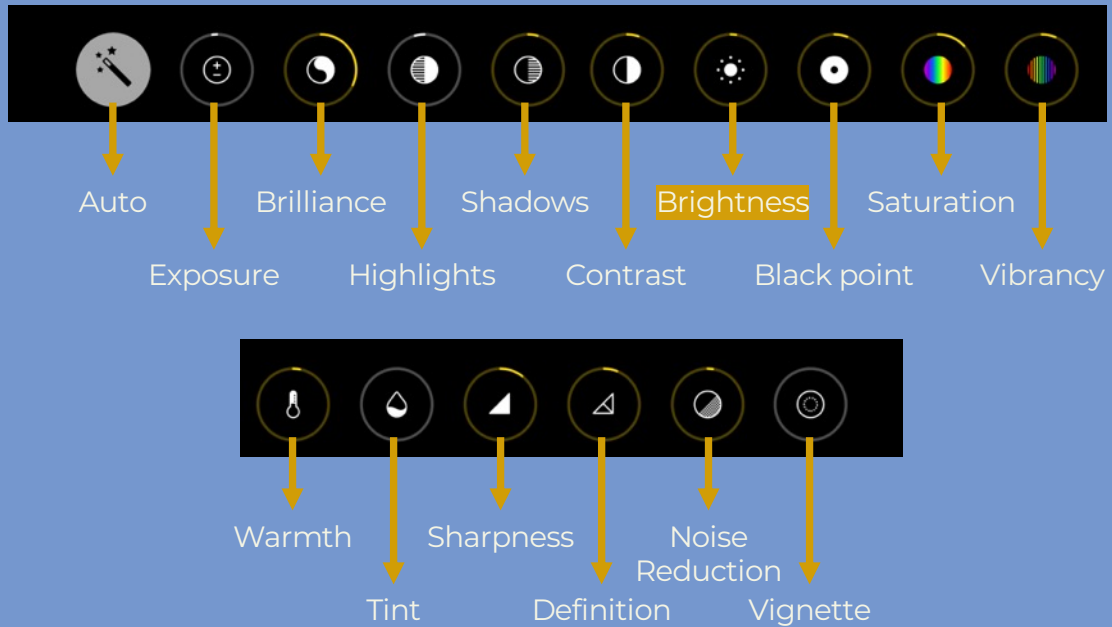 Auto
Brilliance
Shadows
Brightness
Saturation
Exposure
Highlights
Contrast
Black point
Vibrancy
Warmth
Sharpness
Noise
Reduction
Tint
Definition
Vignette